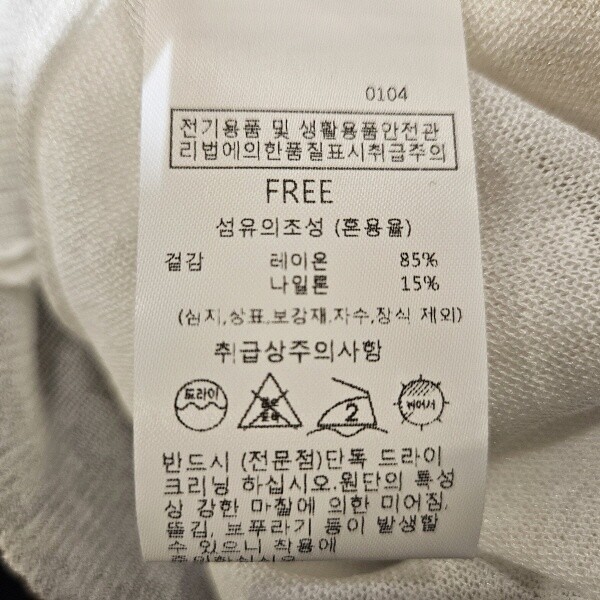 0104
전기용품 및 생활용품안전관
리법에의한품질표시취급주의
FREE
섬유의조성 (혼용율)
겉감 레이온 85%
나일론 15%
(심지,상표,보강재,자수,장식 제외)
취급상주의사항
드라이 2 뉘어서
반드시 (전문점)단독 드라이
크리닝 하십시오.원단의 특성
상 강한 마찰에 의한 미어짐,
뜯김, 보푸라기 등이 발생할
수 있으니 착용에